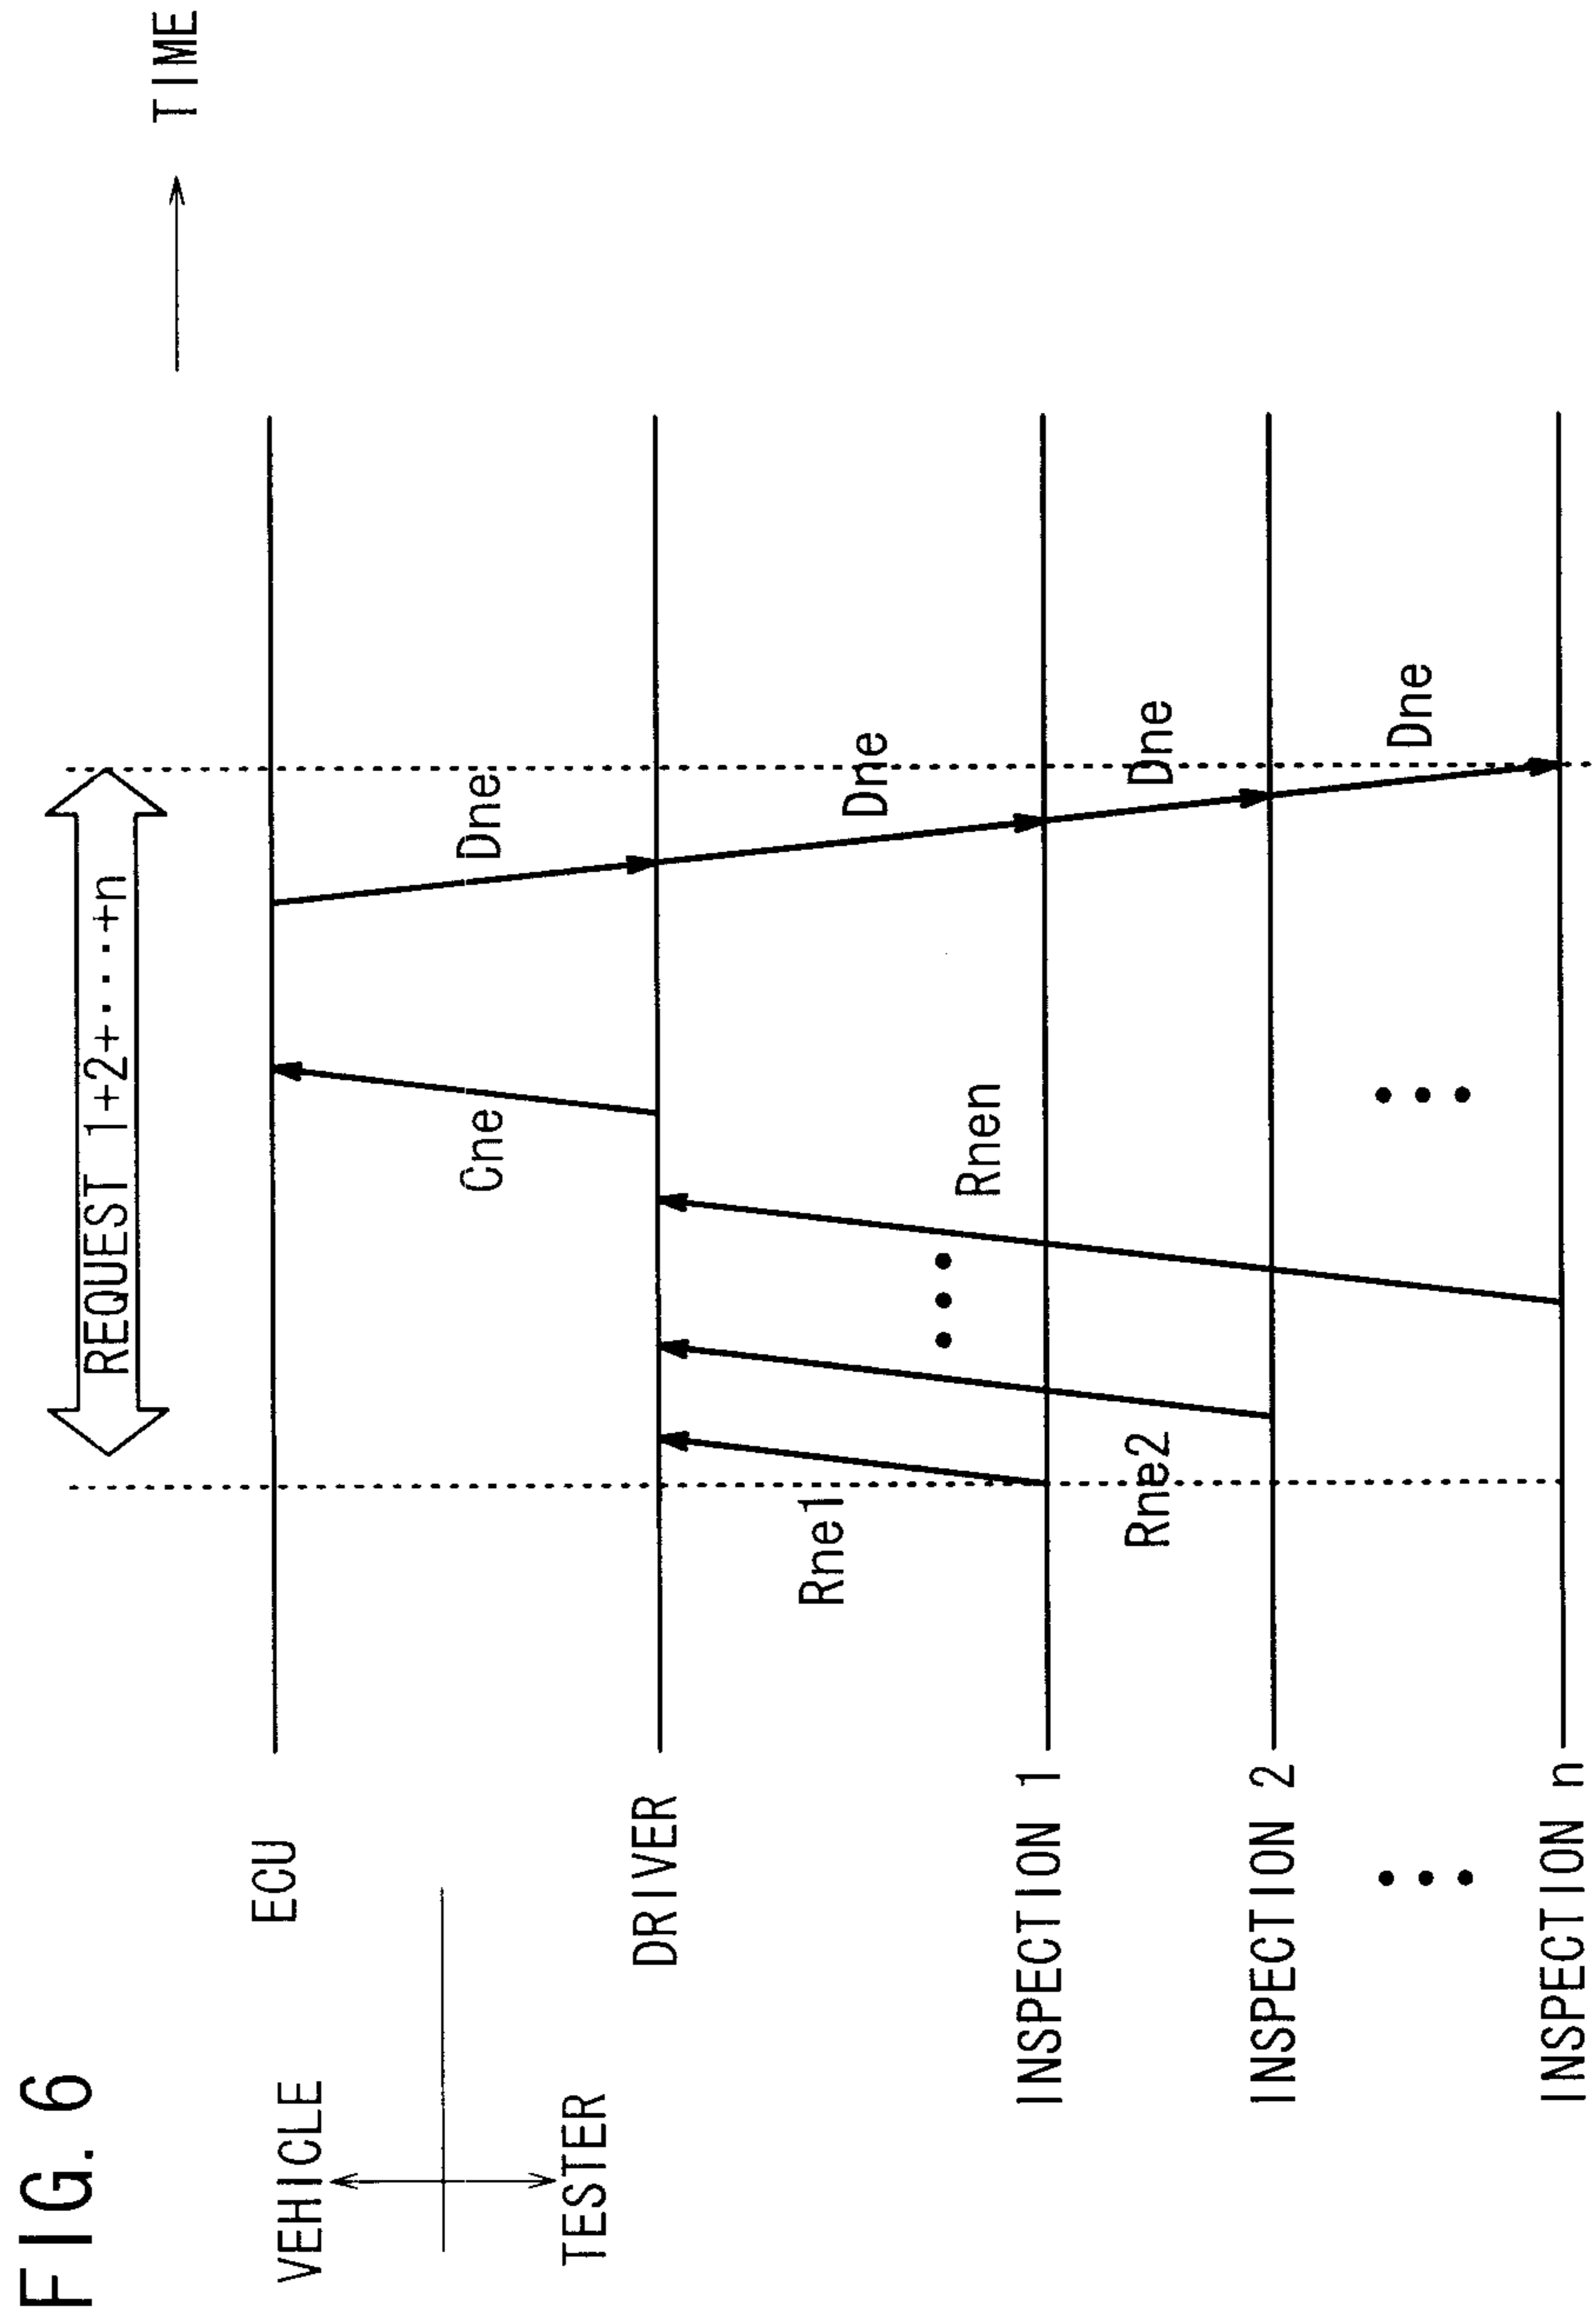 FIG. 6
REQUEST 1+2+····+n
TIME
VEHICLE
ECU
TESTER
DRIVER
INSPECTION 1
INSPECTION 2
INSPECTION n
Cne
Dne
Rne1
Rnen
Dne
Rne2
Dne
Dne